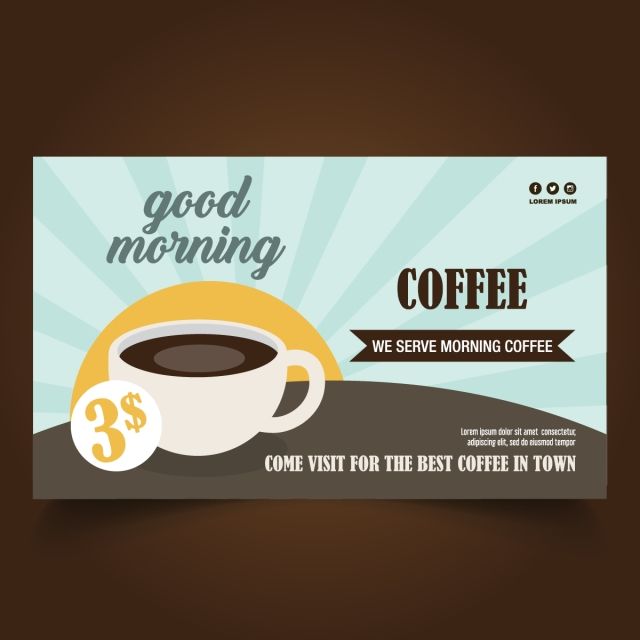 good
morning
LOREM IPSUM
COFFEE
WE SERVE MORNING COFFEE
3$
Lorem ipsum dolor sit amet consectetur,
adipiscing elit, sed do eiusmod tempor
COME VISIT FOR THE BEST COFFEE IN TOWN